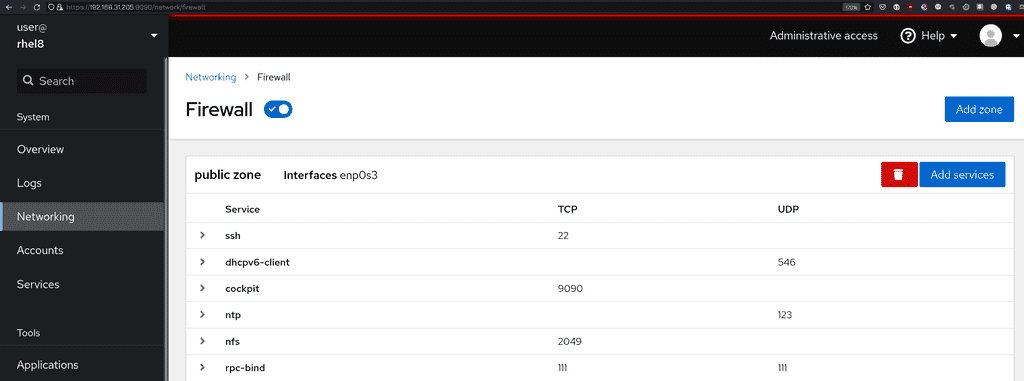 https://192.168.31.205:9090/network/firewall
170%
user@
rhel8
Administrative access
Help
Search
Networking > Firewall
System
Firewall
Add zone
Overview
Logs
public zone Interfaces enp0s3
Add services
Networking
Service TCP UDP
ssh 22
Accounts
dhcpv6-client 546
Services
cockpit 9090
ntp 123
Tools
nfs 2049
Applications
rpc-bind 111 111